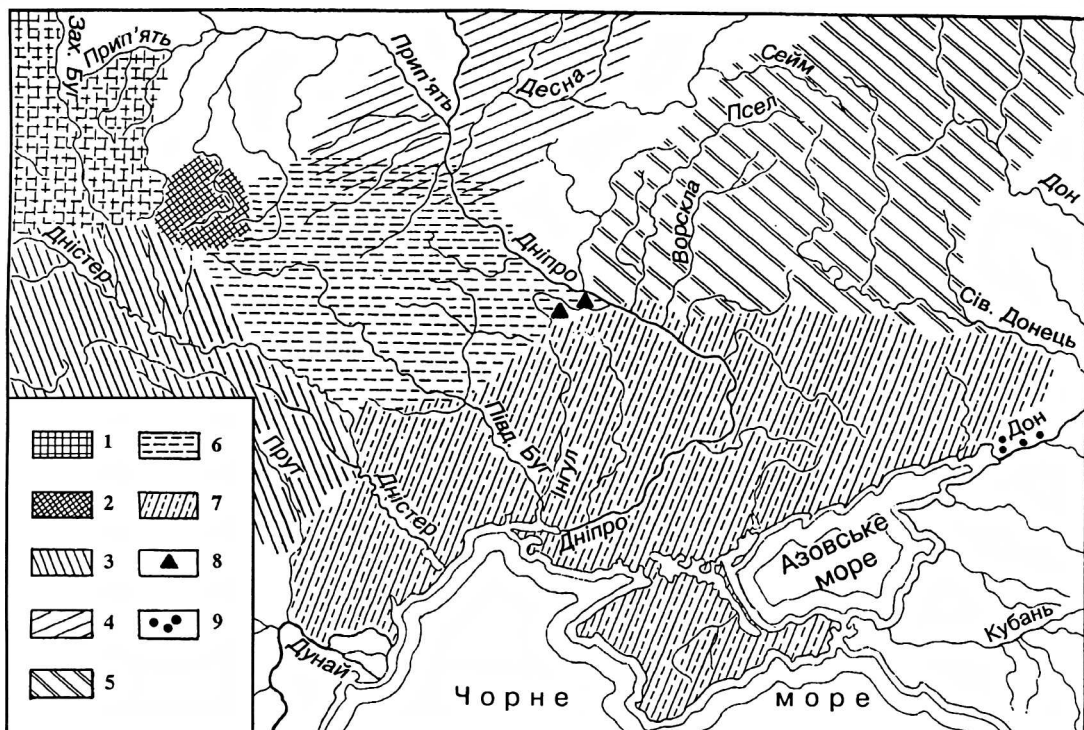 Зах. Буг
Прип'ять
Прип'ять
Десна
Сейм
Псел
Дон
Ворскла
Дністер
Дніпро
Сів. Донець
Півд. Буг
Інгул
Дон
Прут
Дністер
Дніпро
Азовське
море
Кубань
Дунай
Чорне море
1 6
2 7
3 8
4 9
5